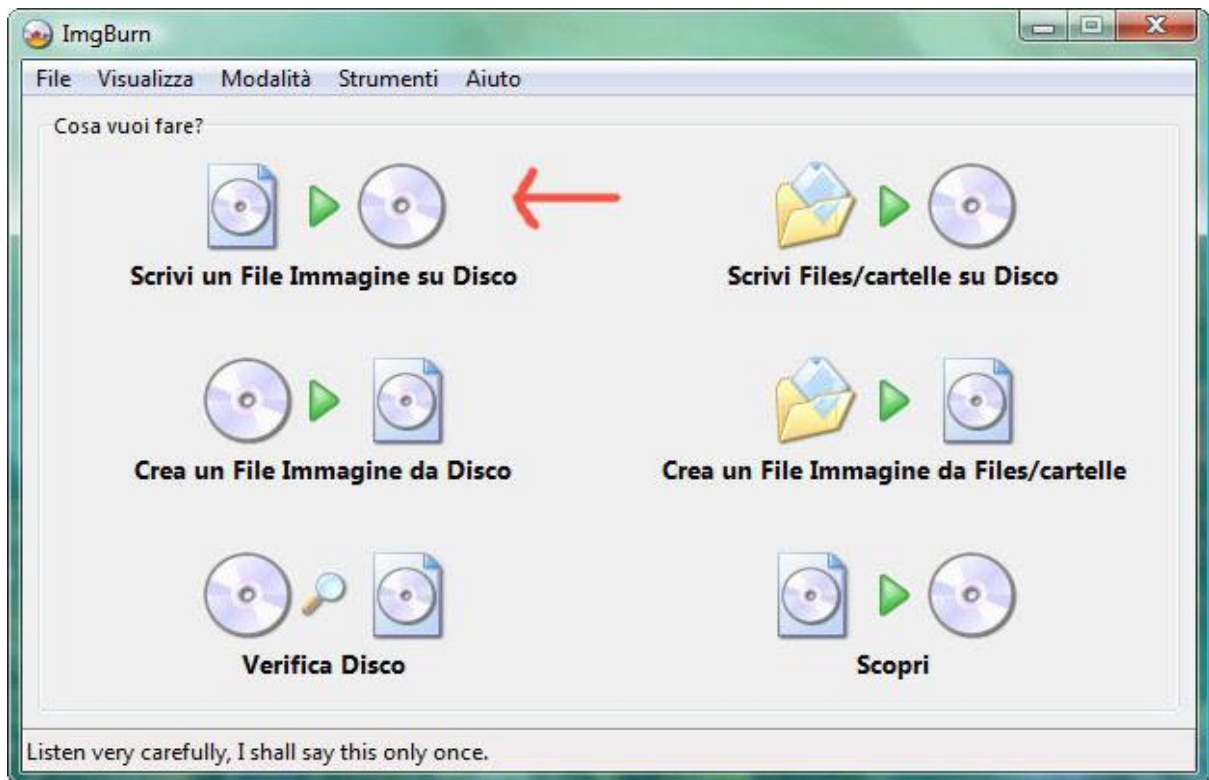 ImgBurn
File Visualizza Modalità Strumenti Aiuto
Cosa vuoi fare?
Scrivi un File Immagine su Disco
Scrivi Files/cartelle su Disco
Crea un File Immagine da Disco
Crea un File Immagine da Files/cartelle
Verifica Disco
Scopri
Listen very carefully, I shall say this only once.